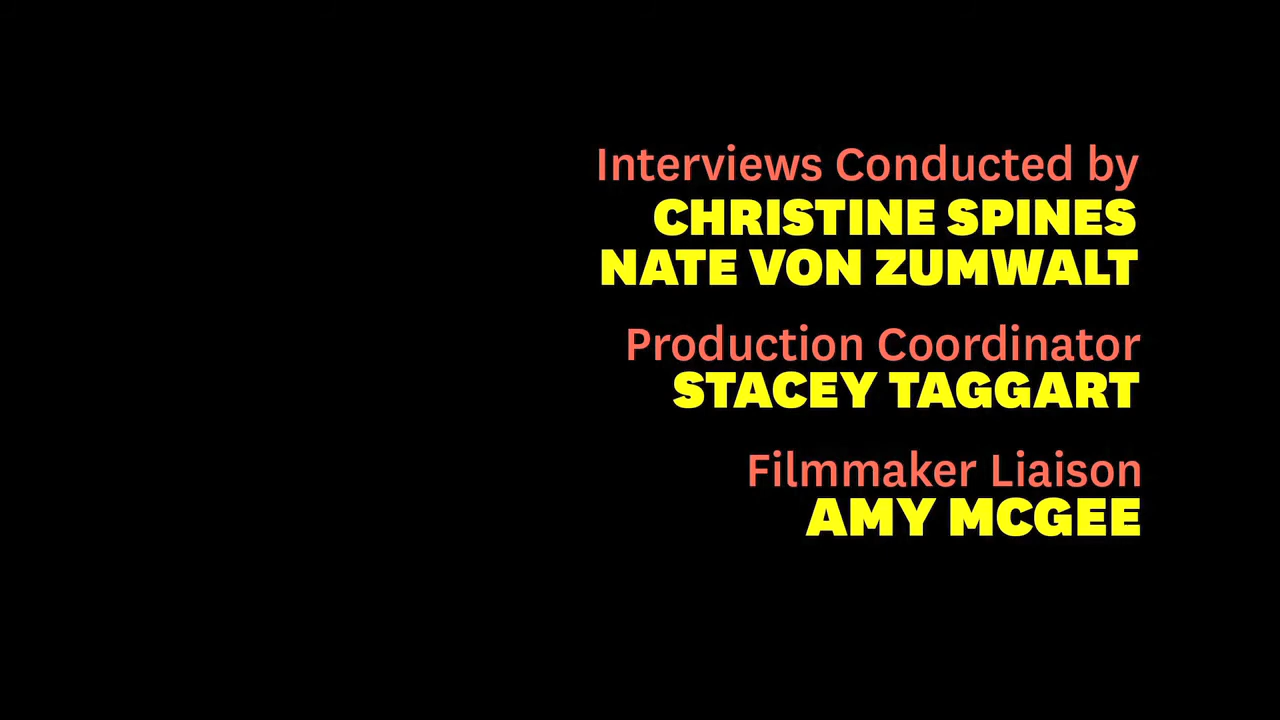 Interviews Conducted by
CHRISTINE SPINES
NATE VON ZUMWALT
Production Coordinator
STACEY TAGGART
Filmmaker Liaison
AMY MCGEE